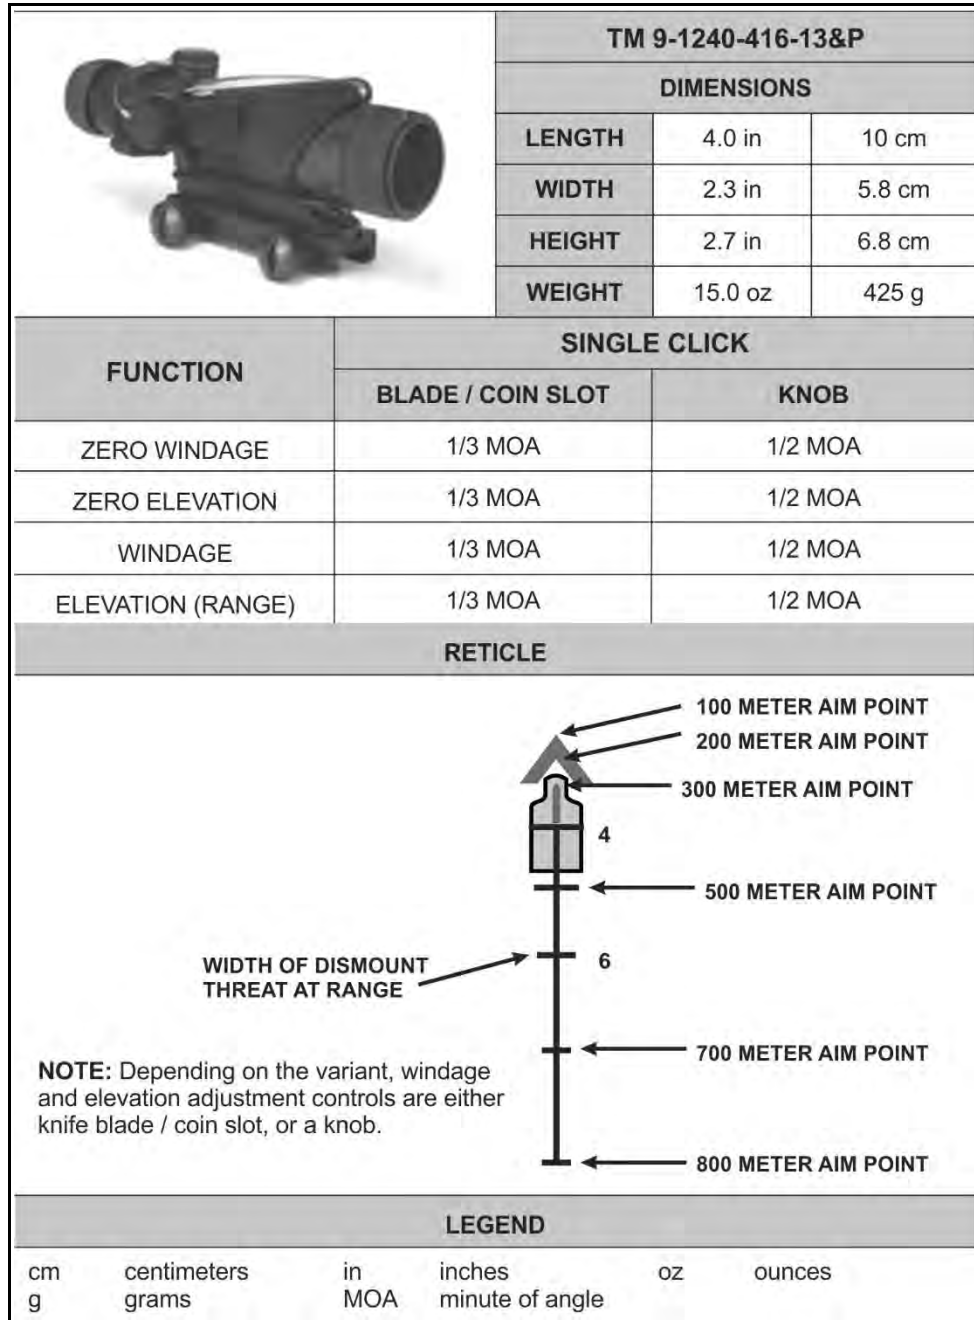 TM 9-1240-416-13&P
DIMENSIONS
LENGTH 4.0 in 10 cm
WIDTH 2.3 in 5.8 cm
HEIGHT 2.7 in 6.8 cm
WEIGHT 15.0 oz 425 g
FUNCTION
SINGLE CLICK
BLADE / COIN SLOT KNOB
ZERO WINDAGE 1/3 MOA 1/2 MOA
ZERO ELEVATION 1/3 MOA 1/2 MOA
WINDAGE 1/3 MOA 1/2 MOA
ELEVATION (RANGE) 1/3 MOA 1/2 MOA
RETICLE
100 METER AIM POINT
200 METER AIM POINT
300 METER AIM POINT
4
500 METER AIM POINT
6
WIDTH OF DISMOUNT
THREAT AT RANGE
700 METER AIM POINT
NOTE: Depending on the variant, windage
and elevation adjustment controls are either
knife blade / coin slot, or a knob.
800 METER AIM POINT
LEGEND
cm centimeters in inches oz ounces
g grams MOA minute of angle